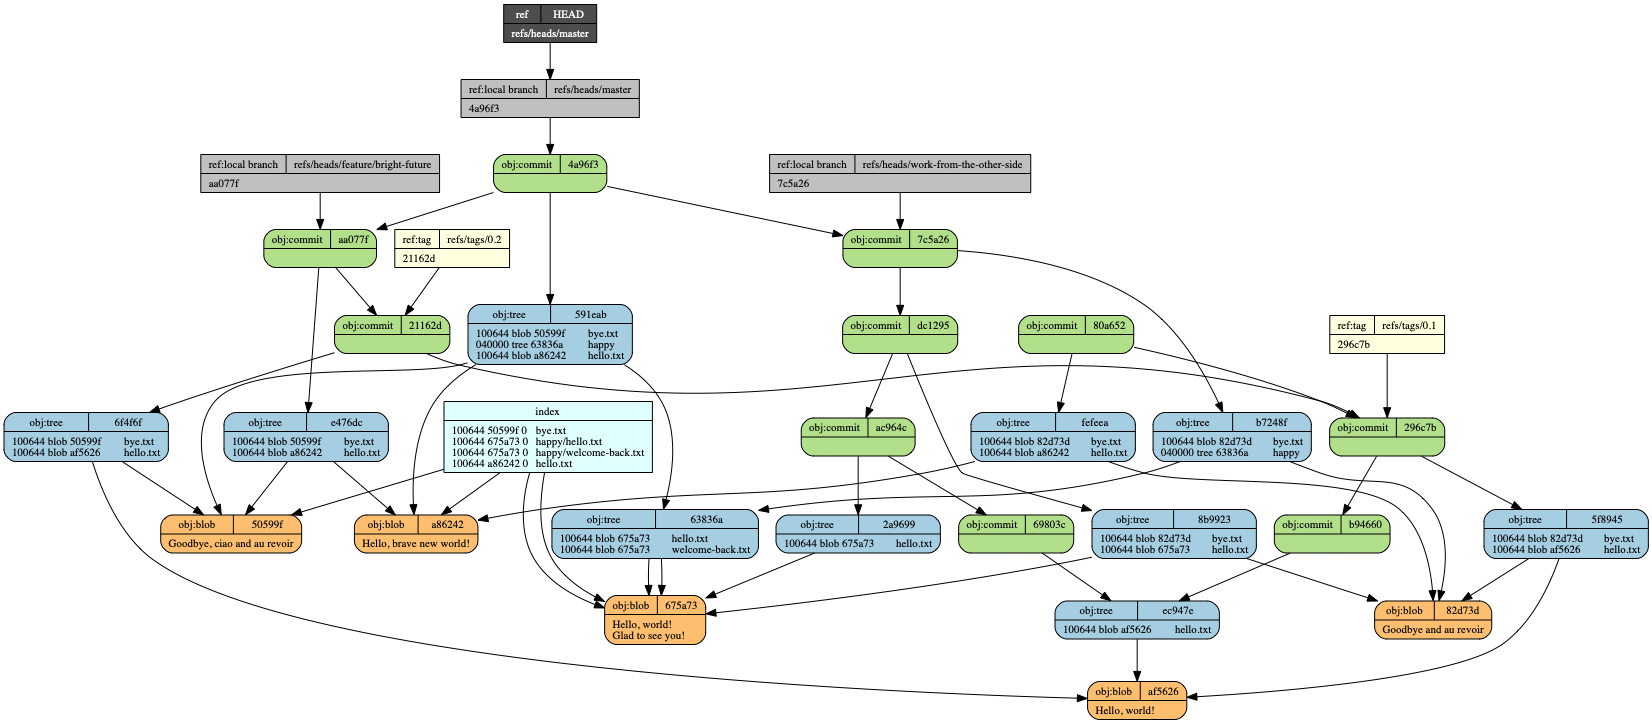 ref HEAD
refs/heads/master
ref:local branch refs/heads/master
4a96f3
ref:local branch refs/heads/feature/bright-future
aa077f
obj:commit 4a96f3
ref:local branch refs/heads/work-from-the-other-side
7c5a26
obj:commit aa077f
ref:tag refs/tags/0.2
21162d
obj:commit 7c5a26
obj:commit 21162d
obj:tree 591eab
100644 blob 50599f bye.txt
040000 tree 63836a happy
100644 blob a86242 hello.txt
obj:commit dc1295
obj:commit 80a652
ref:tag refs/tags/0.1
296c7b
obj:tree 6f4f6f
100644 blob 50599f bye.txt
100644 blob af5626 hello.txt
obj:tree e476dc
100644 blob 50599f bye.txt
100644 blob a86242 hello.txt
index
100644 50599f 0 bye.txt
100644 675a73 0 happy/hello.txt
100644 675a73 0 happy/welcome-back.txt
100644 a86242 0 hello.txt
obj:commit ac964c
obj:tree fefeea
100644 blob 82d73d bye.txt
100644 blob a86242 hello.txt
obj:tree b7248f
100644 blob 82d73d bye.txt
040000 tree 63836a happy
obj:commit 296c7b
obj:blob 50599f
Goodbye, ciao and au revoir
obj:blob a86242
Hello, brave new world!
obj:tree 63836a
100644 blob 675a73 hello.txt
100644 blob 675a73 welcome-back.txt
obj:tree 2a9699
100644 blob 675a73 hello.txt
obj:commit 69803c
obj:tree 8b9923
100644 blob 82d73d bye.txt
100644 blob 675a73 hello.txt
obj:commit b94660
obj:tree 5f8945
100644 blob 82d73d bye.txt
100644 blob af5626 hello.txt
obj:blob 675a73
Hello, world!
Glad to see you!
obj:tree ec947e
100644 blob af5626 hello.txt
obj:blob 82d73d
Goodbye and au revoir
obj:blob af5626
Hello, world!